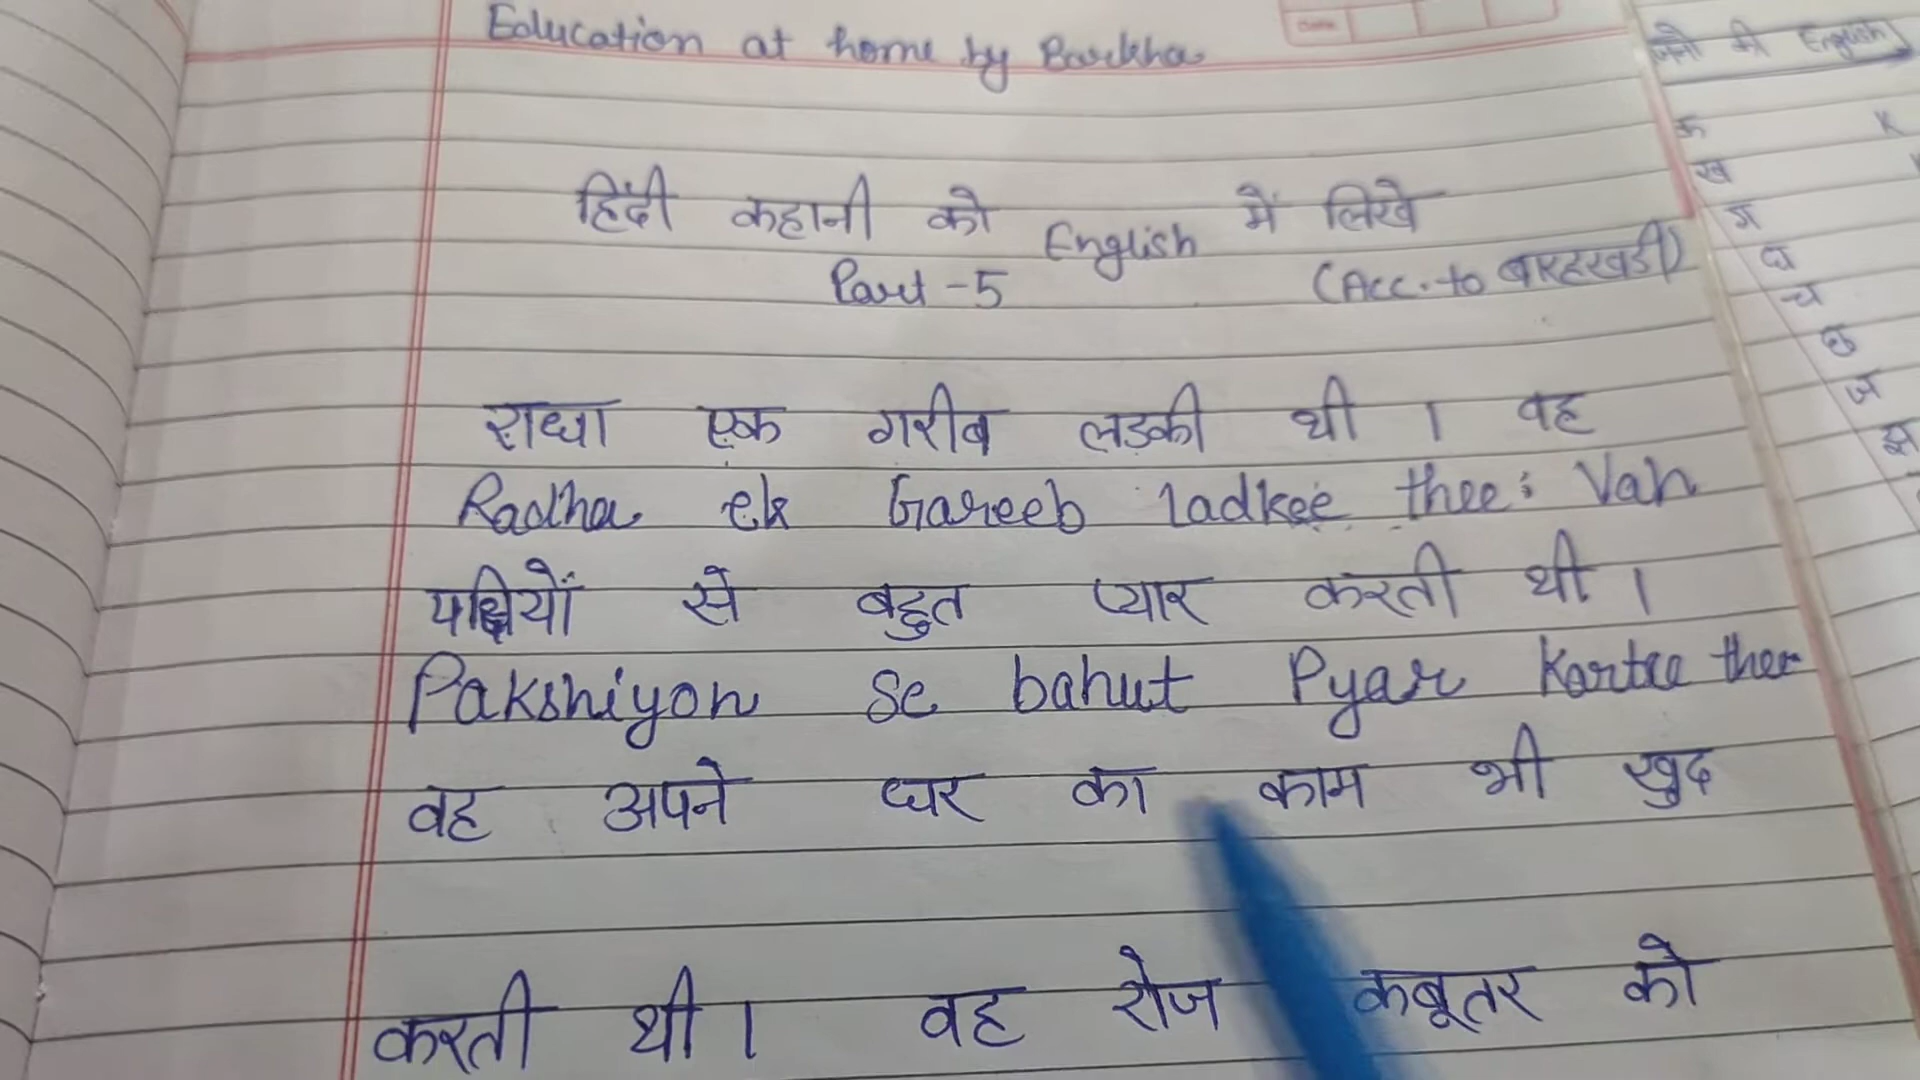 Education at home by Barkha
Date
हिंदी कहानी को English में लिखे
Part -5 (Acc. to बारहखडी)
राधा एक गरीब लड़की थी । वह
Radha ek Gareeb ladkee thee: Vah
पक्षियों से बहुत प्यार करती थी ।
Pakshiyon se bahut Pyar Kartee thee
वह अपने घर का काम भी खुद
करती थी । वह रोज कबूतर को
की English
क K
ख
ग
घ
च
छ
ज
झ